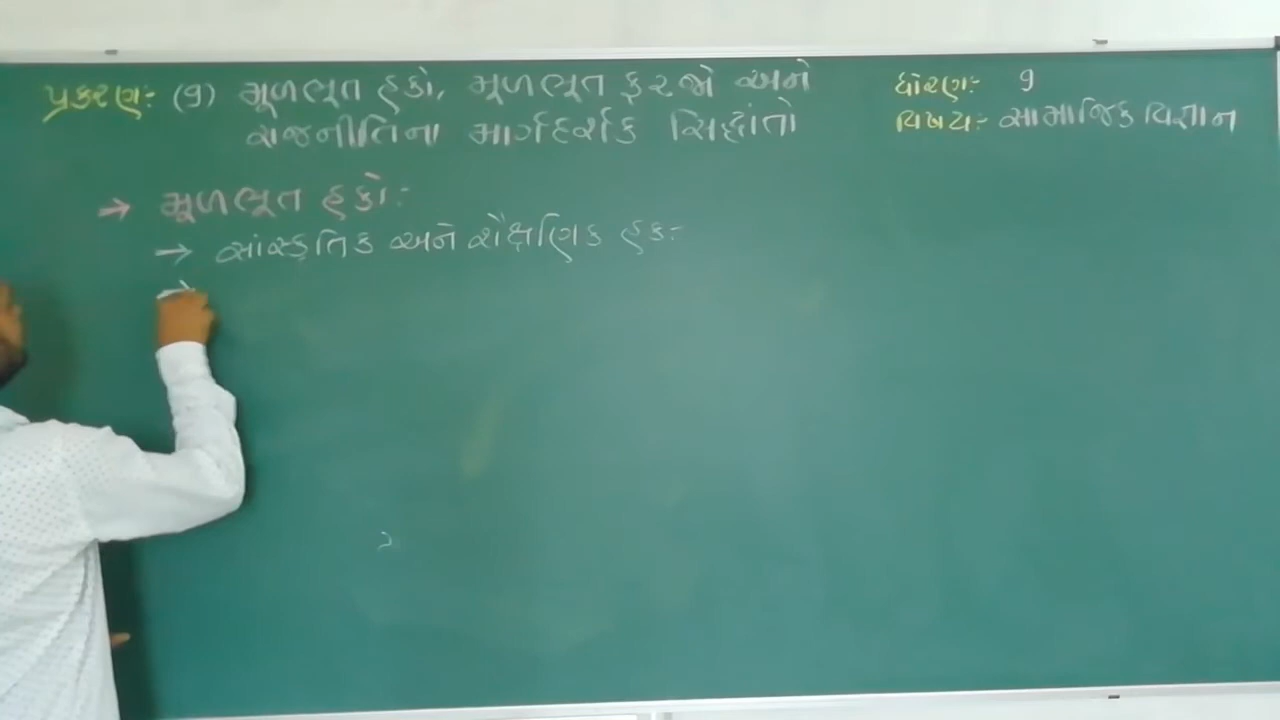 પ્રકરણ:- (9) મૂળભૂત હકો, મૂળભૂત ફરજો અને
રાજનીતિના માર્ગદર્શક સિદ્ધાંતો
ધોરણ:- 9
વિષય:- સામાજિક વિજ્ઞાન
→ મૂળભૂત હકો:-
→ સાંસ્કૃતિક અને શૈક્ષણિક હક:-